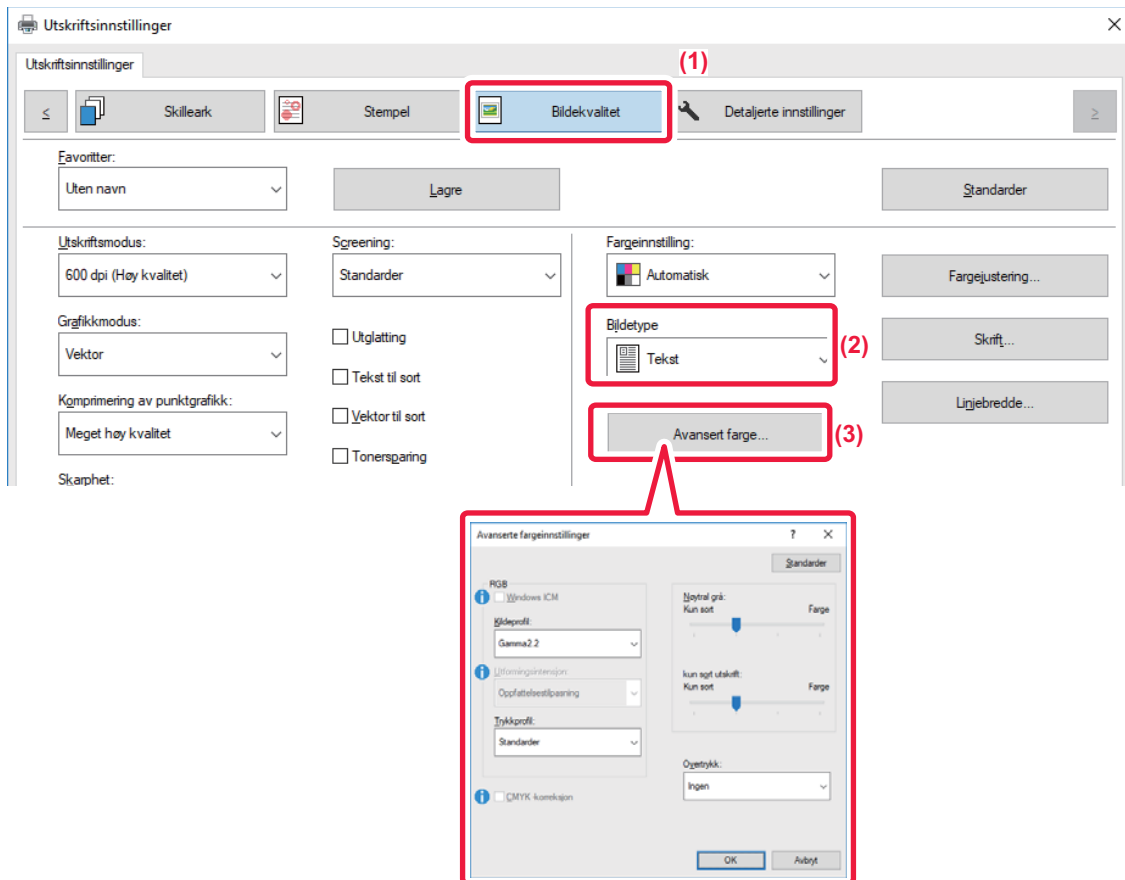 Utskriftsinnstillinger
Utskriftsinnstillinger
(1)
< Skilleark Stempel Bildekvalitet Detaljerte innstillinger >
Favoritter:
Uten navn Lagre Standarder
Utskriftsmodus: Screening: Fargeinnstilling:
600 dpi (Høy kvalitet) Standarder Automatisk Fargejustering...
Grafikkmodus: Utglatting Bildetype (2) Skrift...
Vektor Tekst
Tekst til sort
Komprimering av punktgrafikk: Linjebredde...
Meget høy kvalitet Vektor til sort Avansert farge... (3)
Tonersparing
Skarphet:
Avanserte fargeinnstillinger ? ×
Standarder
RGB
Windows ICM
Kildeprofil:
Gamma2.2
Utformingsintensjon:
Oppfattelsestilpasning
Trykkprofil:
Standarder
CMYK-korreksjon
Nøytral grå:
Kun sort Farge
kun sort utskrift:
Kun sort Farge
Overtrykk:
Ingen
OK Avbryt